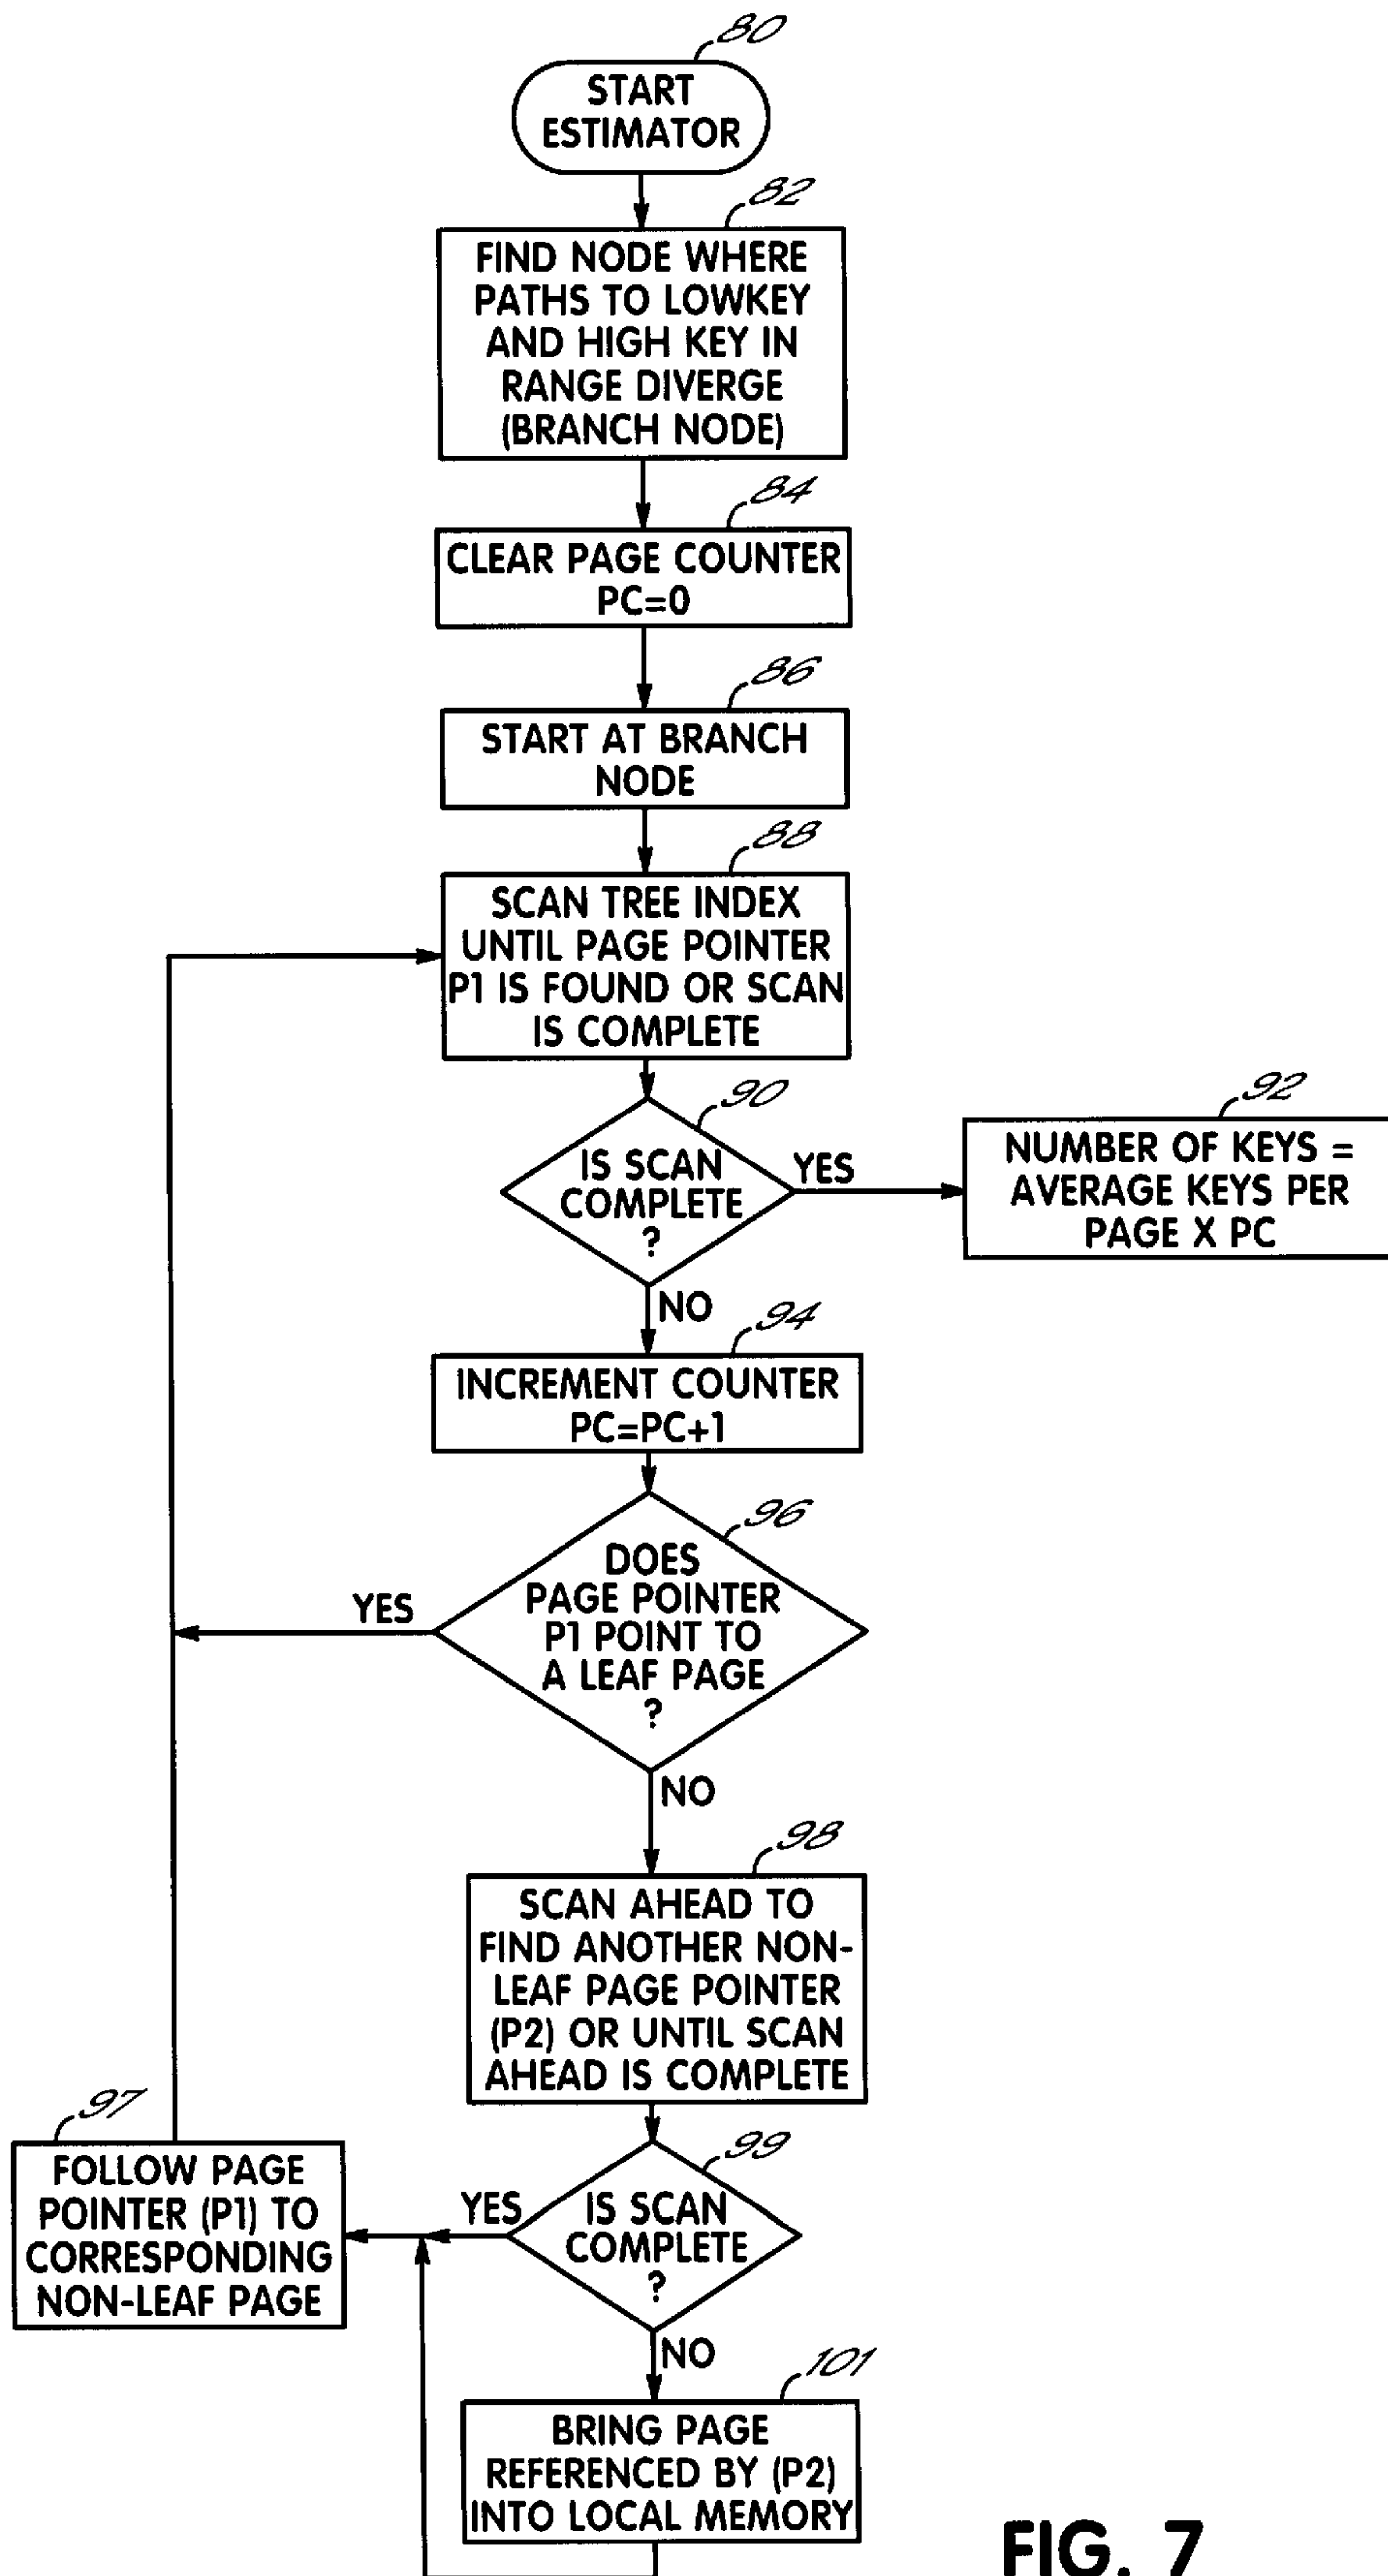 80
START
ESTIMATOR
82
FIND NODE WHERE
PATHS TO LOWKEY
AND HIGH KEY IN
RANGE DIVERGE
(BRANCH NODE)
84
CLEAR PAGE COUNTER
PC=0
86
START AT BRANCH
NODE
88
SCAN TREE INDEX
UNTIL PAGE POINTER
P1 IS FOUND OR SCAN
IS COMPLETE
90
IS SCAN
COMPLETE
?
YES
92
NUMBER OF KEYS =
AVERAGE KEYS PER
PAGE X PC
NO
94
INCREMENT COUNTER
PC=PC+1
96
DOES
PAGE POINTER
P1 POINT TO
A LEAF PAGE
?
YES
NO
98
SCAN AHEAD TO
FIND ANOTHER NON-
LEAF PAGE POINTER
(P2) OR UNTIL SCAN
AHEAD IS COMPLETE
97
FOLLOW PAGE
POINTER (P1) TO
CORRESPONDING
NON-LEAF PAGE
99
IS SCAN
COMPLETE
?
YES
NO
101
BRING PAGE
REFERENCED BY (P2)
INTO LOCAL MEMORY
FIG. 7